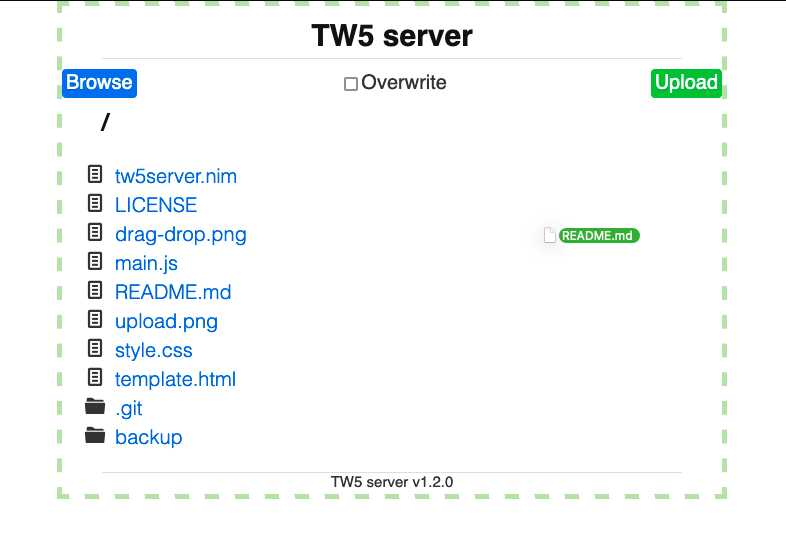 TW5 server
Browse
Overwrite
Upload
/
tw5server.nim
LICENSE
drag-drop.png
README.md
main.js
README.md
upload.png
style.css
template.html
.git
backup
TW5 server v1.2.0